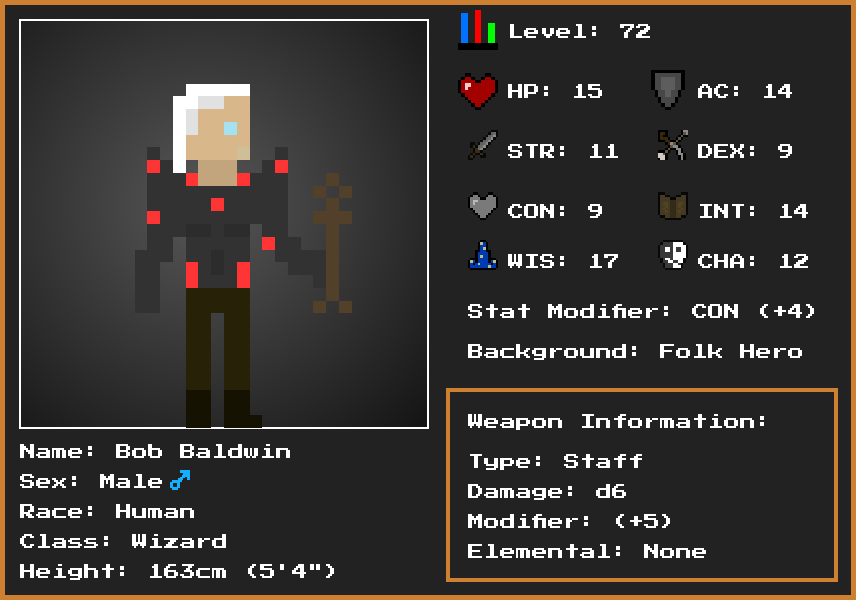 Level: 72
HP: 15 AC: 14
STR: 11 DEX: 9
CON: 9 INT: 14
WIS: 17 CHA: 12
Stat Modifier: CON (+4)
Background: Folk Hero
Weapon Information:
Type: Staff
Damage: d6
Modifier: (+5)
Elemental: None
Name: Bob Baldwin
Sex: Male ♂
Race: Human
Class: Wizard
Height: 163cm (5'4")